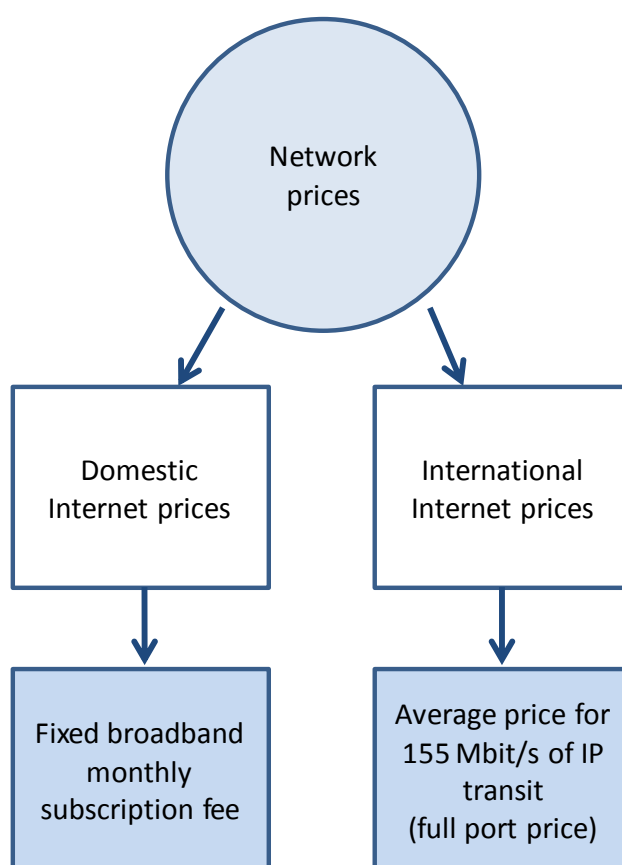 Network
prices
Domestic
Internet prices
International
Internet prices
Fixed broadband
monthly
subscription fee
Average price for
155 Mbit/s of IP
transit
(full port price)